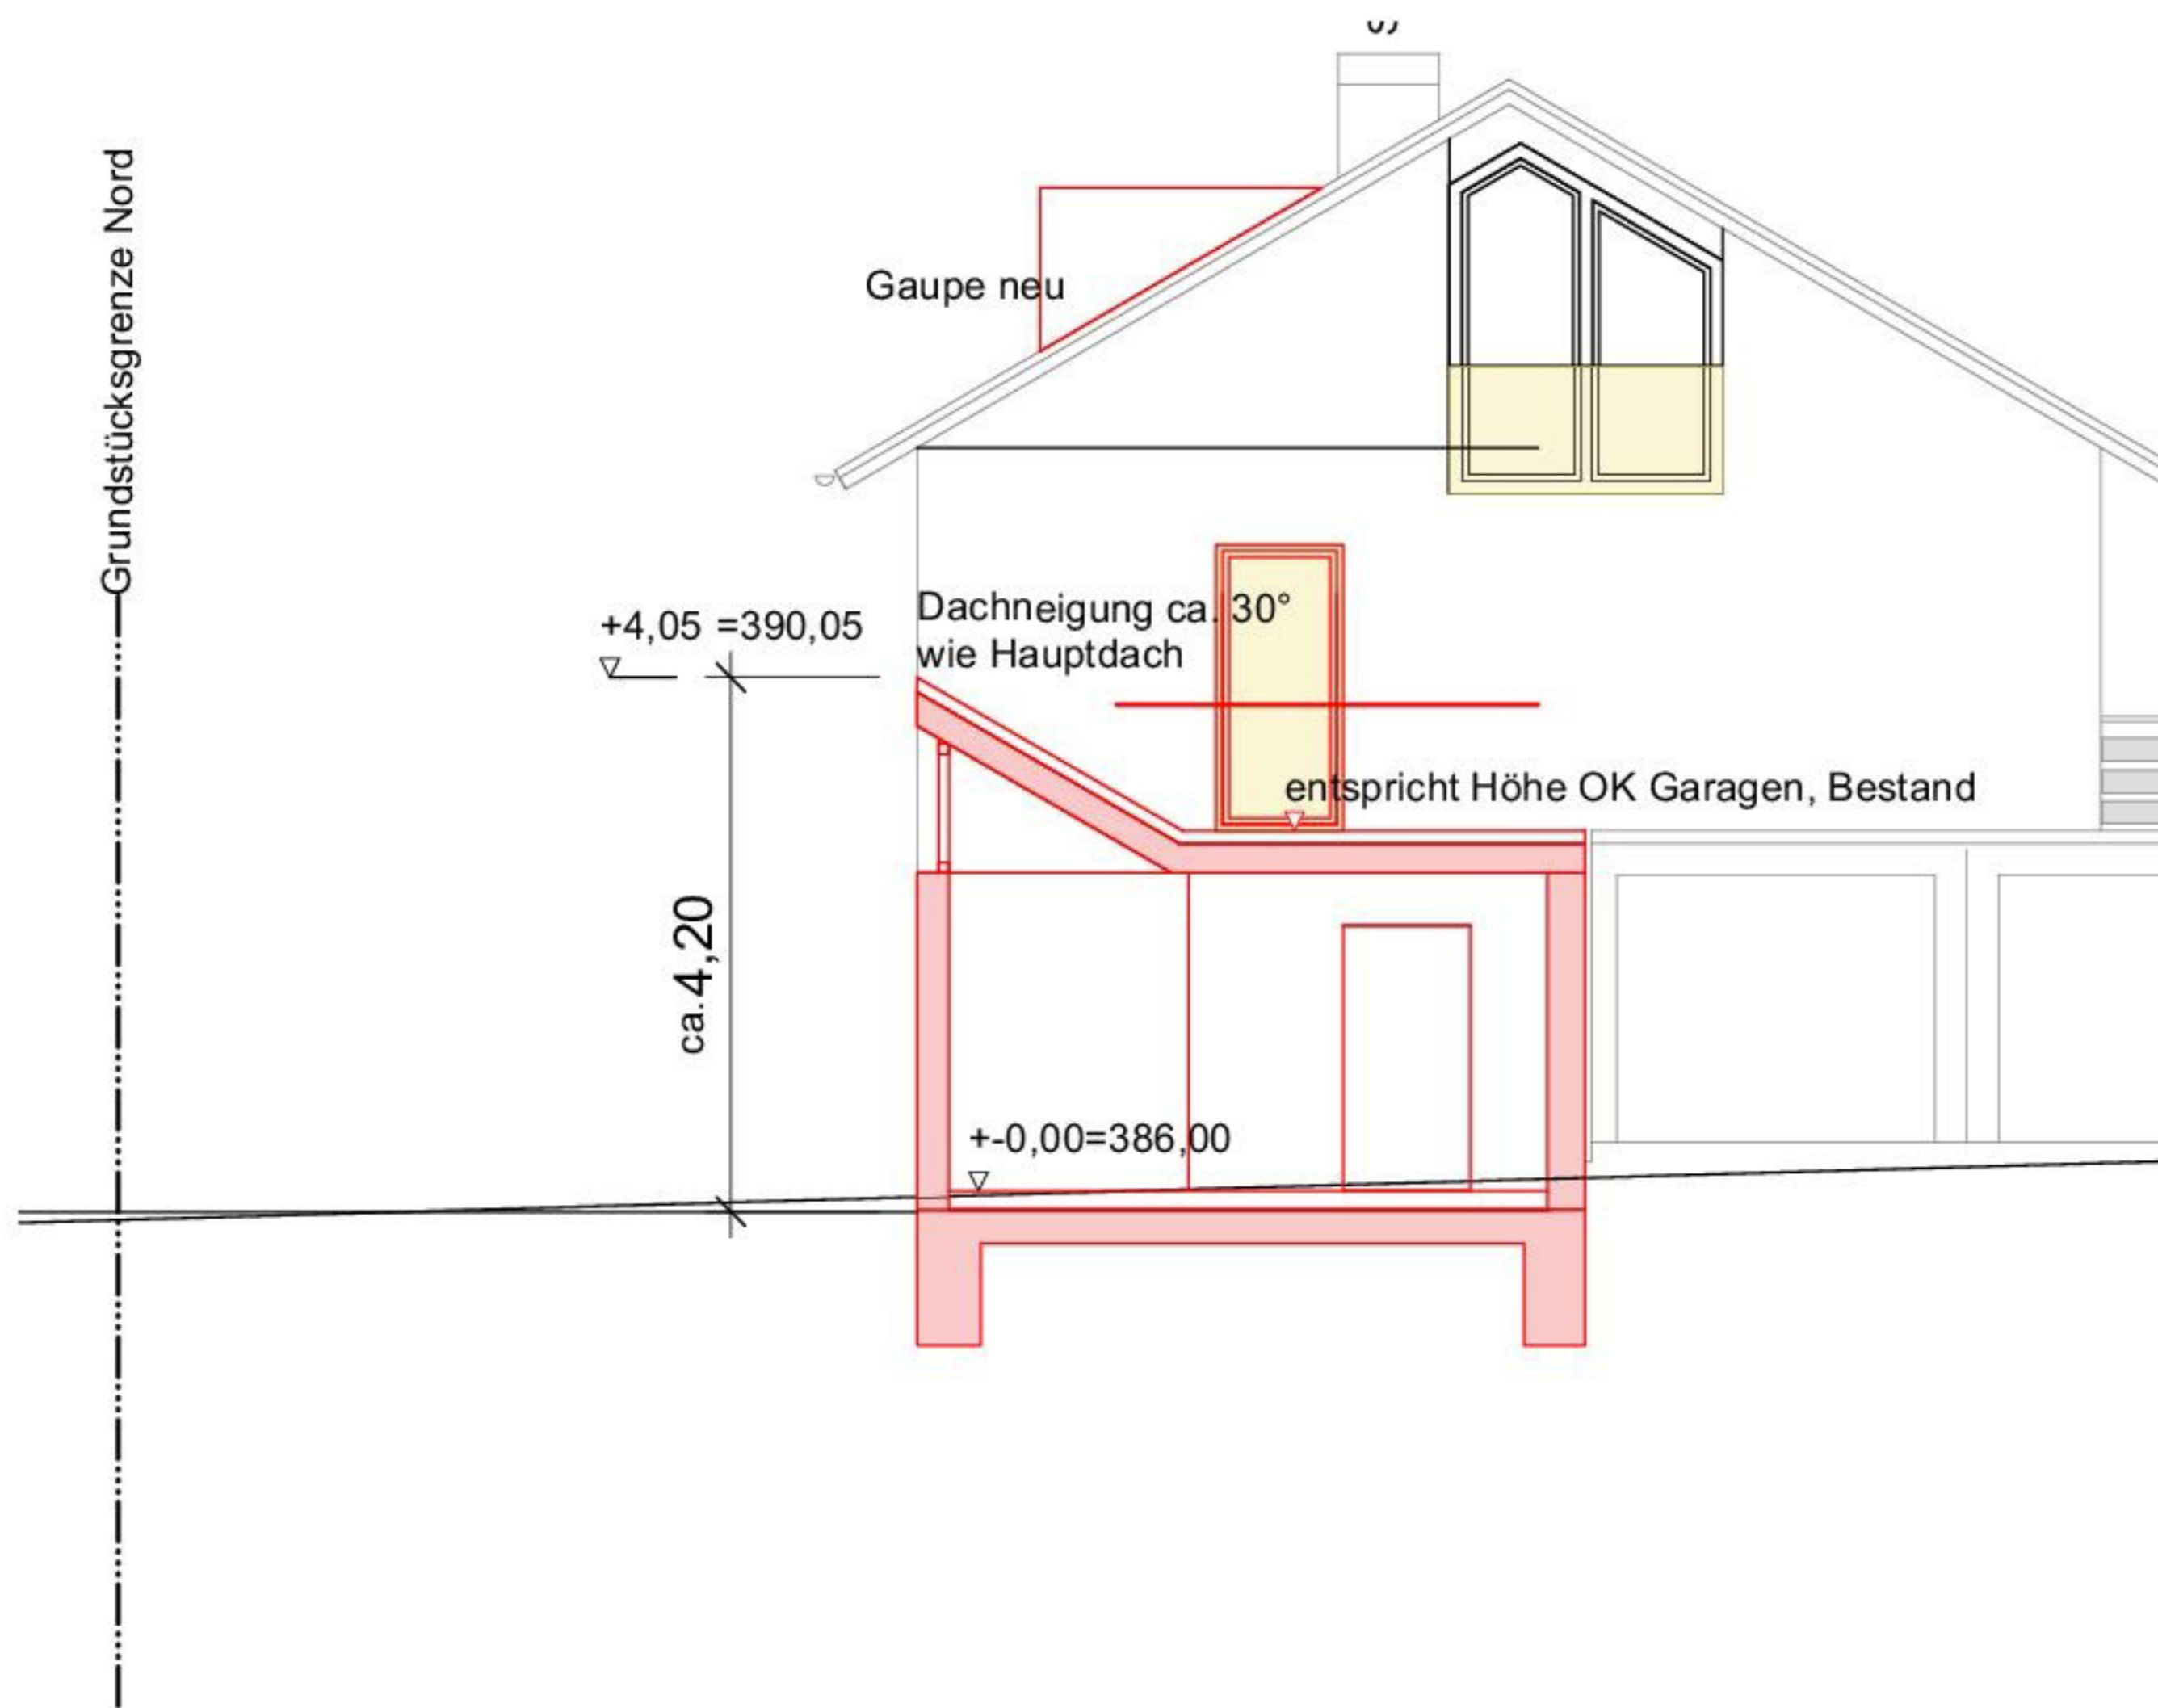 Grundstücksgrenze Nord
Gaupe neu
+4,05 =390,05
Dachneigung ca. 30°
wie Hauptdach
entspricht Höhe OK Garagen, Bestand
ca.4,20
+-0,00=386,00